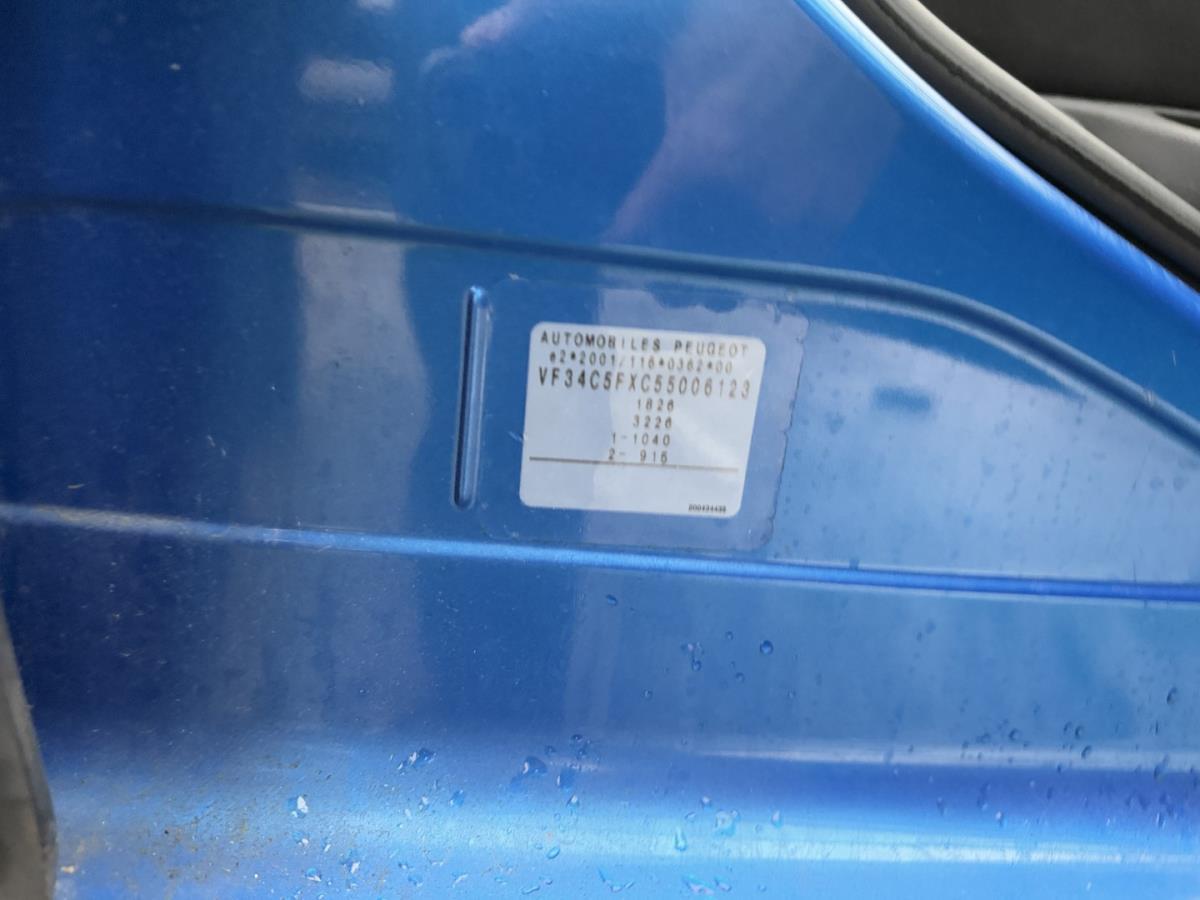 AUTOMOBILES PEUGEOT
e2*2001/116*0362*00
VF34C5FXC55006123
1826
3226
1-1040
2- 915